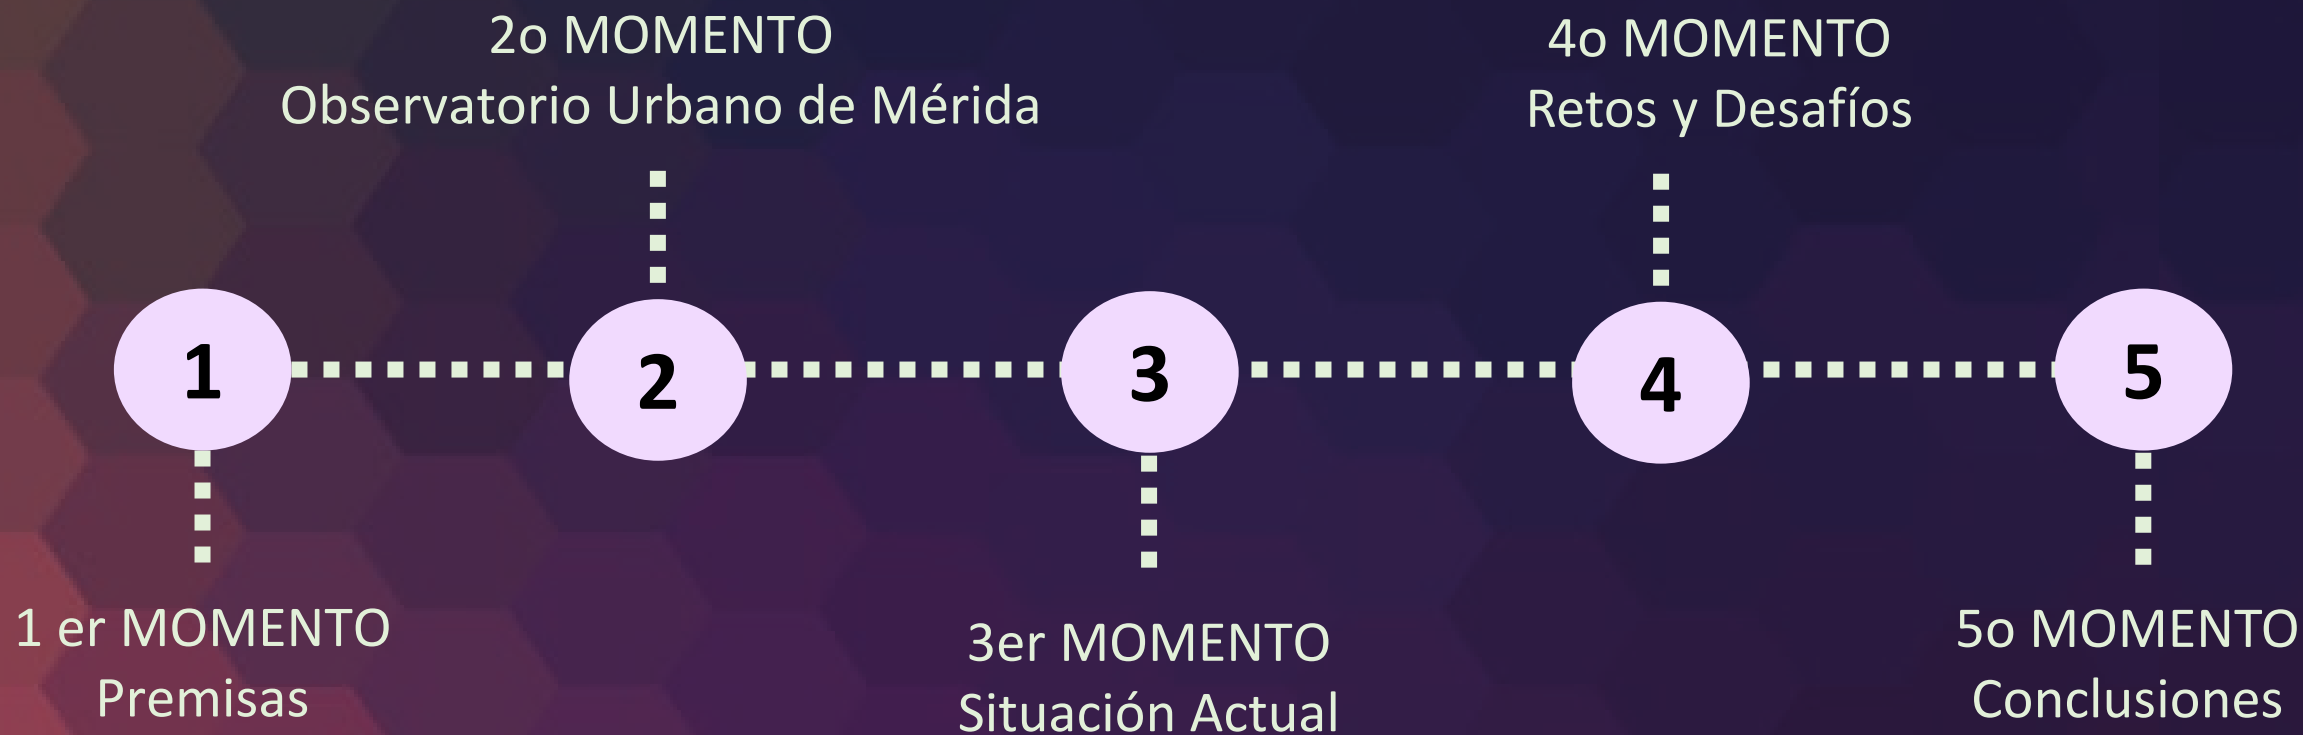 2o MOMENTO
Observatorio Urbano de Mérida
4o MOMENTO
Retos y Desafíos
1
2
3
4
5
1 er MOMENTO
Premisas
3er MOMENTO
Situación Actual
5o MOMENTO
Conclusiones